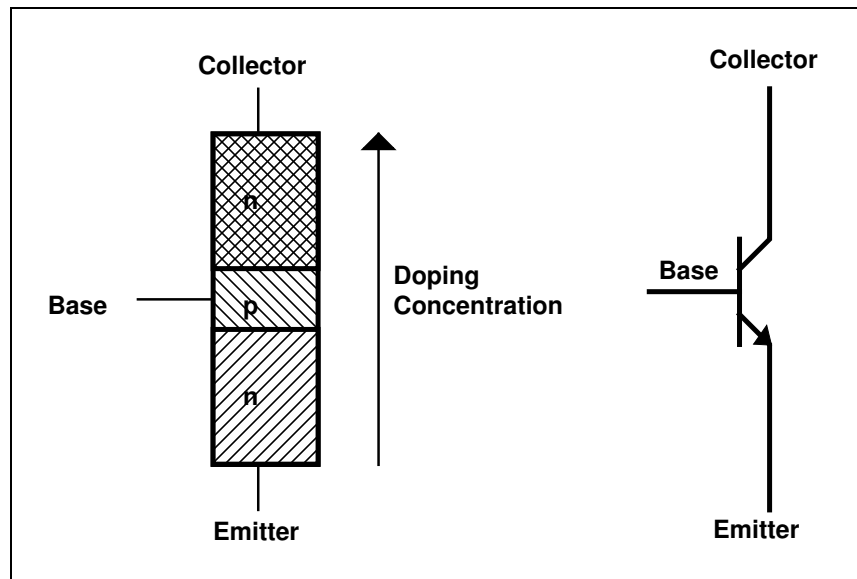 Collector
n
Base
p
n
Emitter
Doping
Concentration
Collector
Base
Emitter